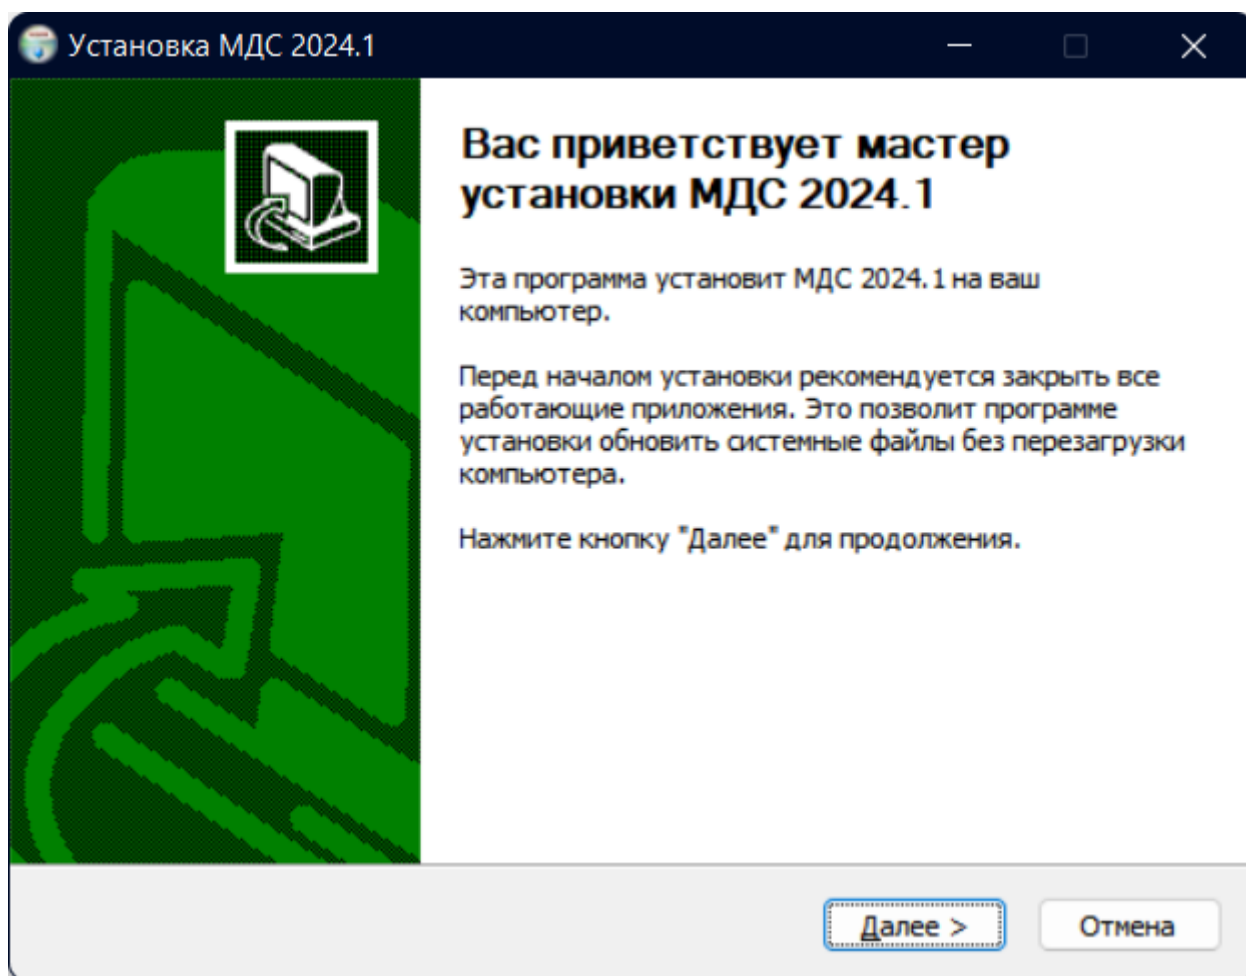 Установка МДС 2024.1
Вас приветствует мастер
установки МДС 2024.1
Эта программа установит МДС 2024.1 на ваш
компьютер.
Перед началом установки рекомендуется закрыть все
работающие приложения. Это позволит программе
установки обновить системные файлы без перезагрузки
компьютера.
Нажмите кнопку "Далее" для продолжения.
Далее >
Отмена